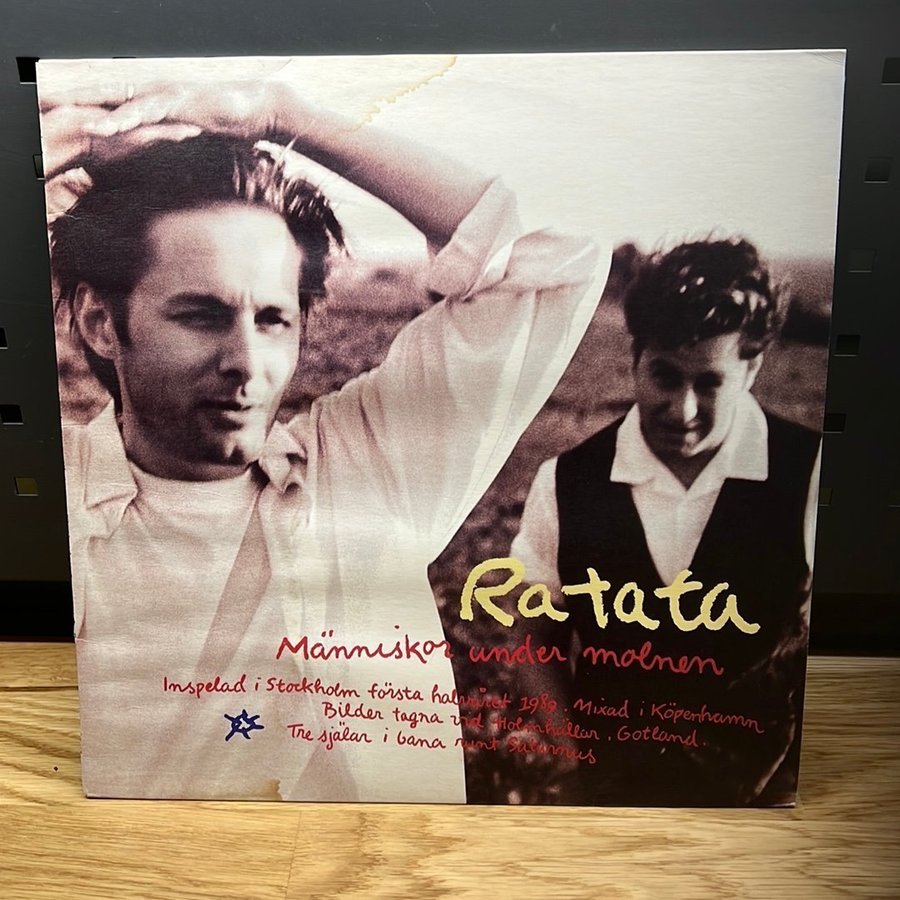 Ratata
Människor under molnen
Inspelad i Stockholm första halvåret 1989. Mixad i Köpenhamn
Bilder tagna vid Holmhällar, Gotland.
Tre själar i bana runt Saturnus